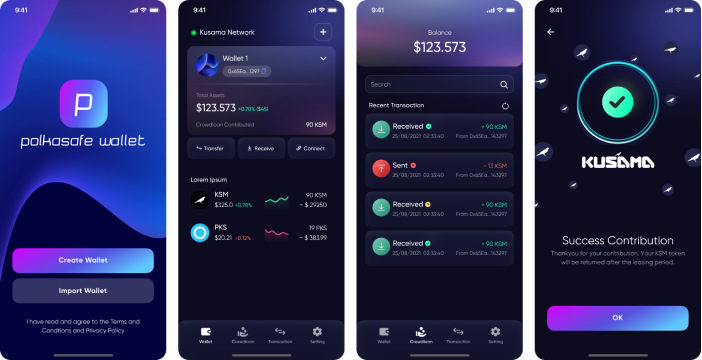 9:41
P
polkasafe wallet
Create Wallet
Import Wallet
I have read and agree to the Terms and
Conditions and Privacy Policy
9:41
Kusama Network
+
Wallet 1
0x65Ea...1297
Total Assets
$123.573 +0.70% ($45)
Crowdloon Contributed 90 KSM
Transfer
Receive
Connect
Lorem Ipsum
KSM
$325.0 +0.70%
90 KSM
~ $ 29250
PKS
$20.21 -0.12%
19 PKS
~ $ 383.99
Wallet
Crowdloon
Transaction
Setting
9:41
Balance
$123.573
Search
Recent Transaction
Received
+ 90 KSM
25/08/2021 02:33:40
From 0x65Ea...143297
Sent
- 13 KSM
25/08/2021 02:33:40
From 0x65Ea...143297
Received
+ 90 KSM
25/08/2021 02:33:40
From 0x65Ea...143297
Received
+ 90 KSM
25/08/2021 02:33:40
From 0x65Ea...143297
Wallet
Crowdloon
Transaction
Setting
9:41
KUSAMA
Success Contribution
Thankyou for your contribution. Your KSM token
will be returned after the leasing period.
OK